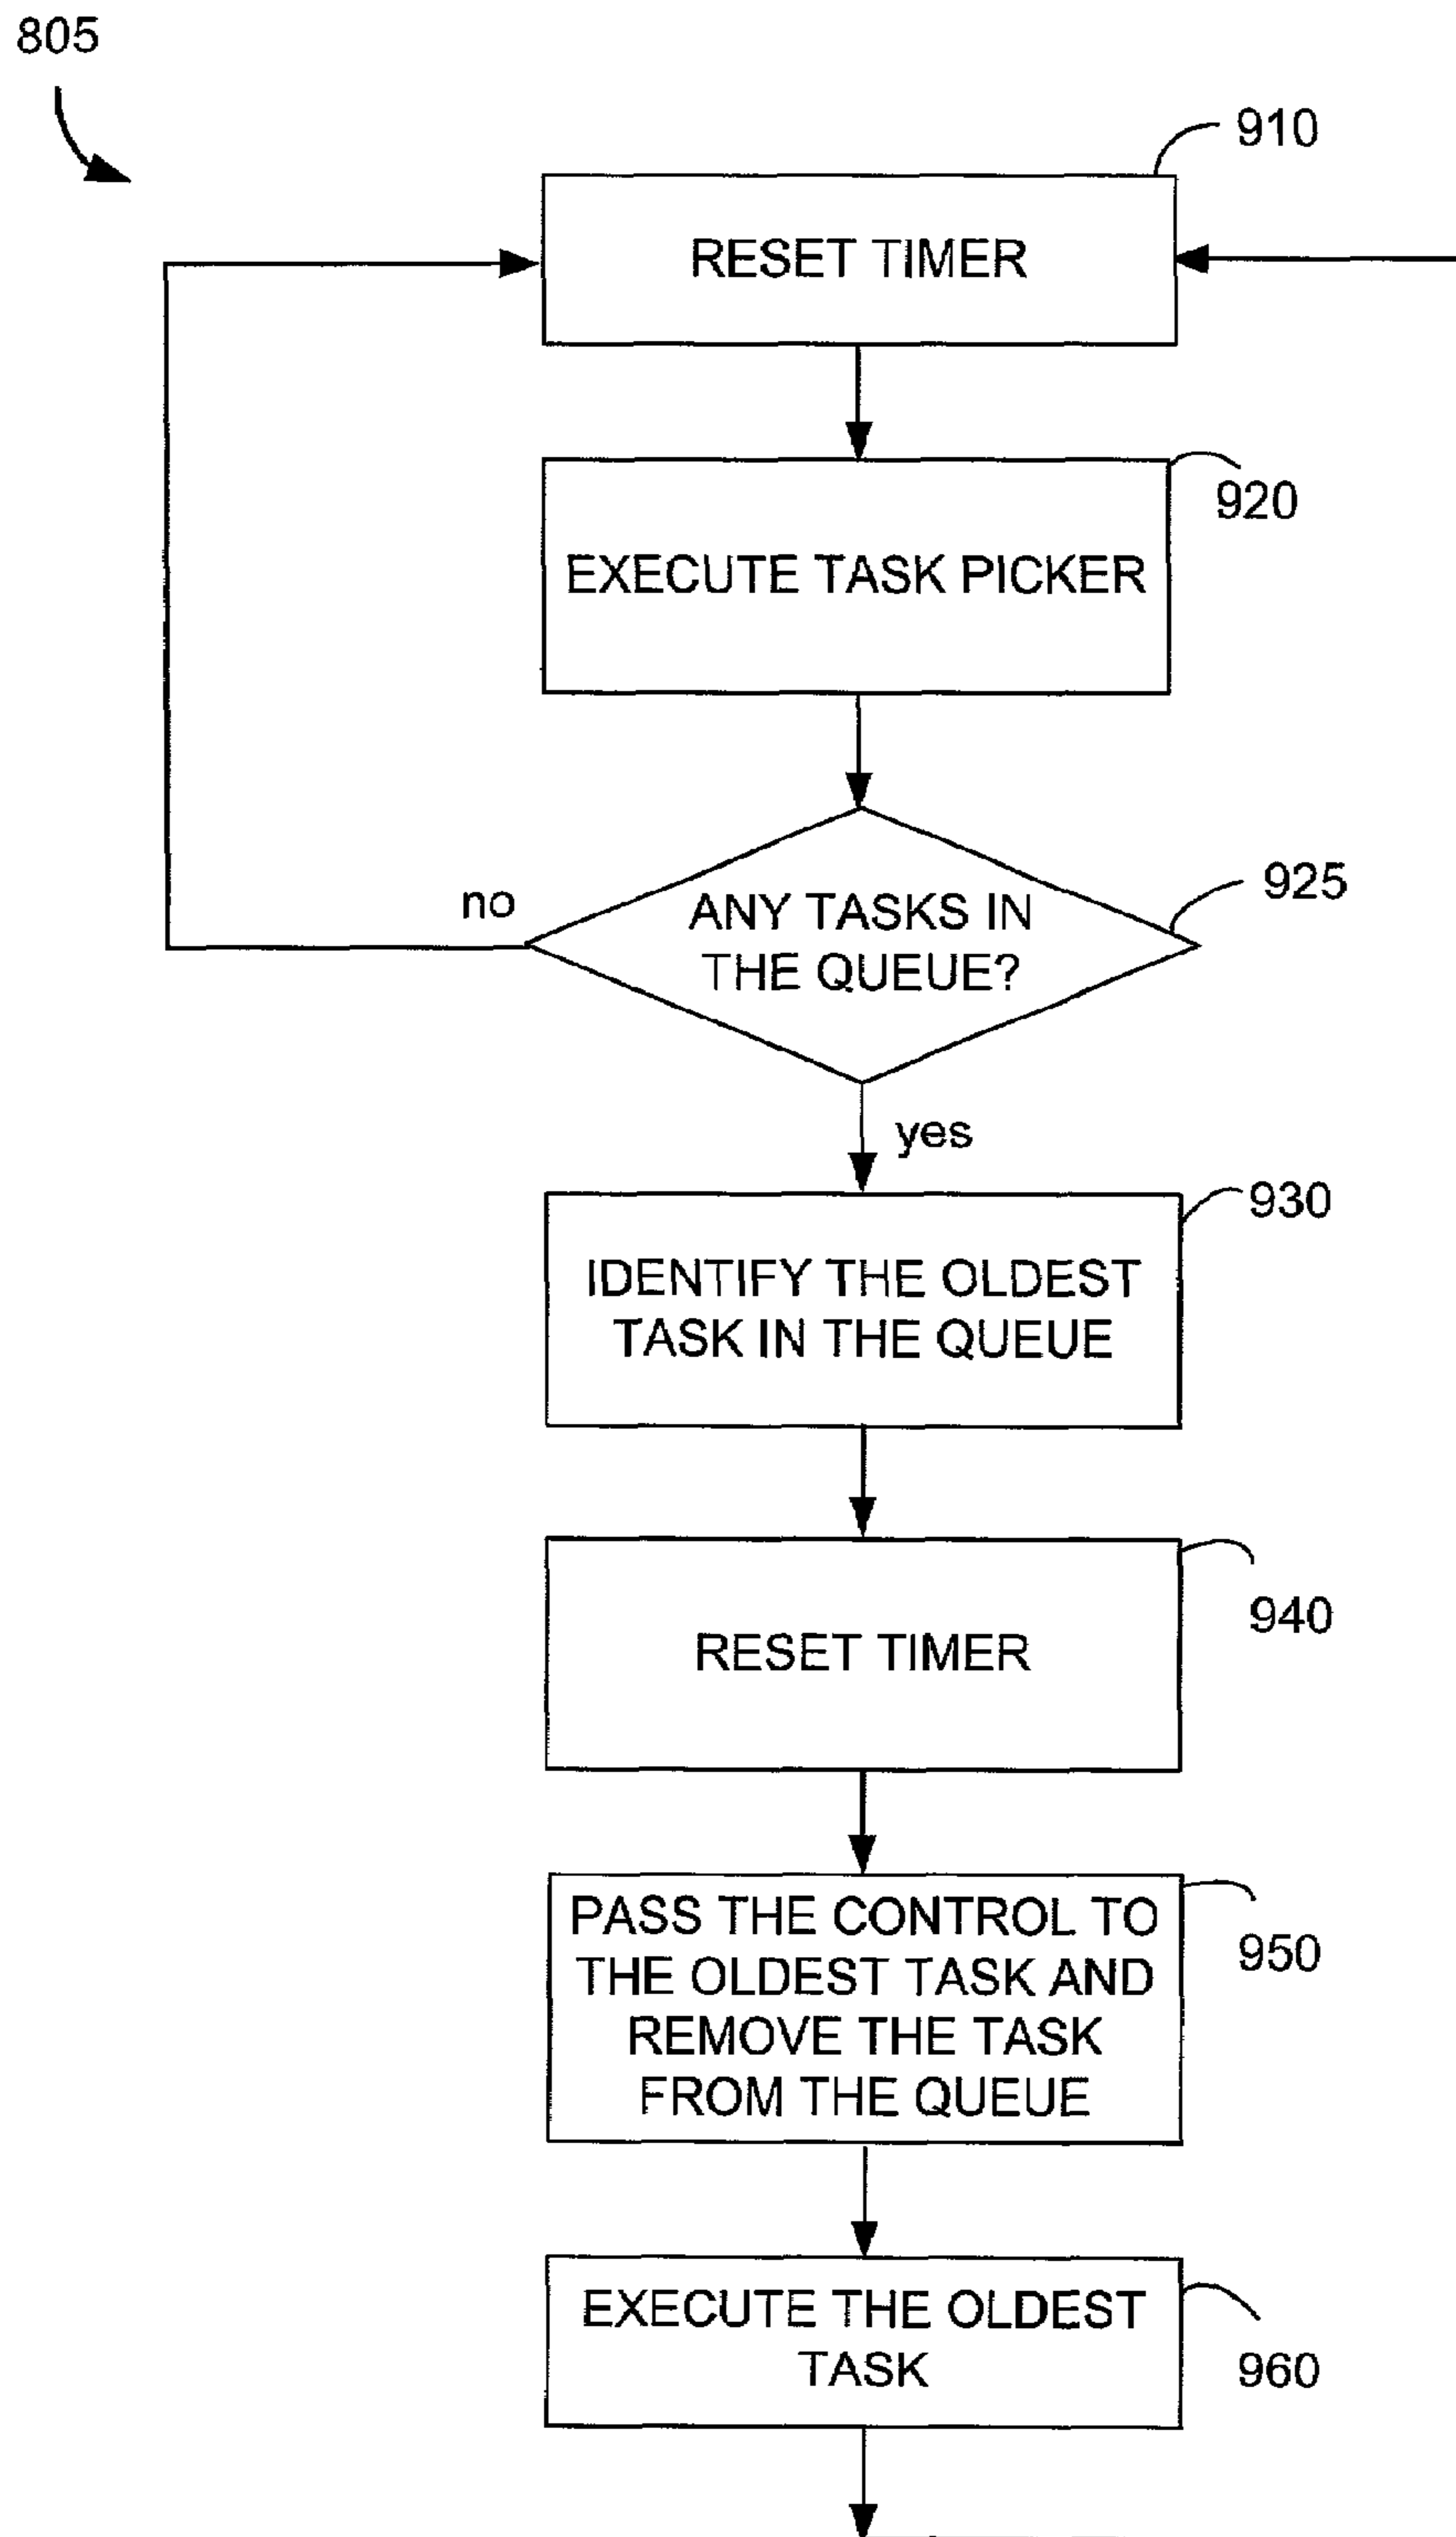 805
910
RESET TIMER
920
EXECUTE TASK PICKER
925
no
ANY TASKS IN
THE QUEUE?
yes
930
IDENTIFY THE OLDEST
TASK IN THE QUEUE
940
RESET TIMER
950
PASS THE CONTROL TO
THE OLDEST TASK AND
REMOVE THE TASK
FROM THE QUEUE
EXECUTE THE OLDEST
TASK
960